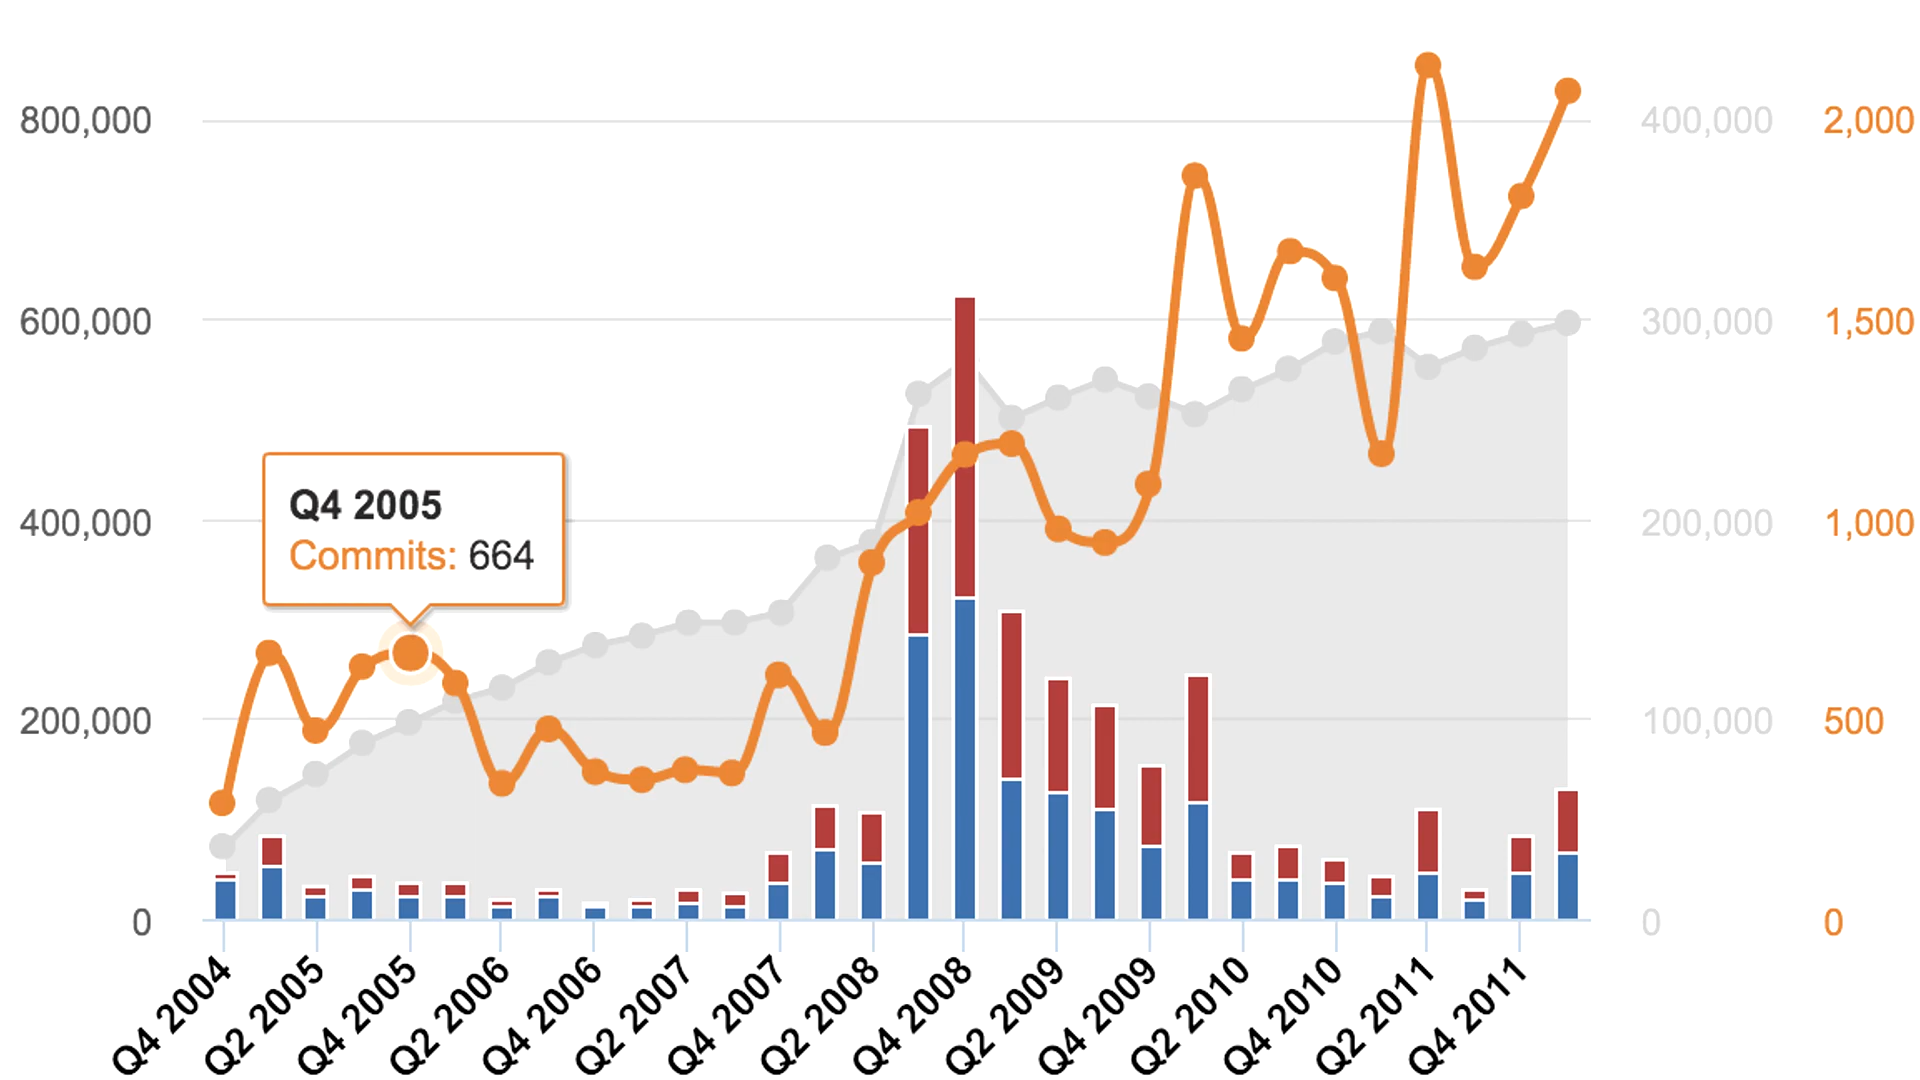 800,000
600,000
400,000
200,000
0
400,000
300,000
200,000
100,000
0
2,000
1,500
1,000
500
0
Q4 2005
Commits: 664
Q4 2004
Q2 2005
Q4 2005
Q2 2006
Q4 2006
Q2 2007
Q4 2007
Q2 2008
Q4 2008
Q2 2009
Q4 2009
Q2 2010
Q4 2010
Q2 2011
Q4 2011